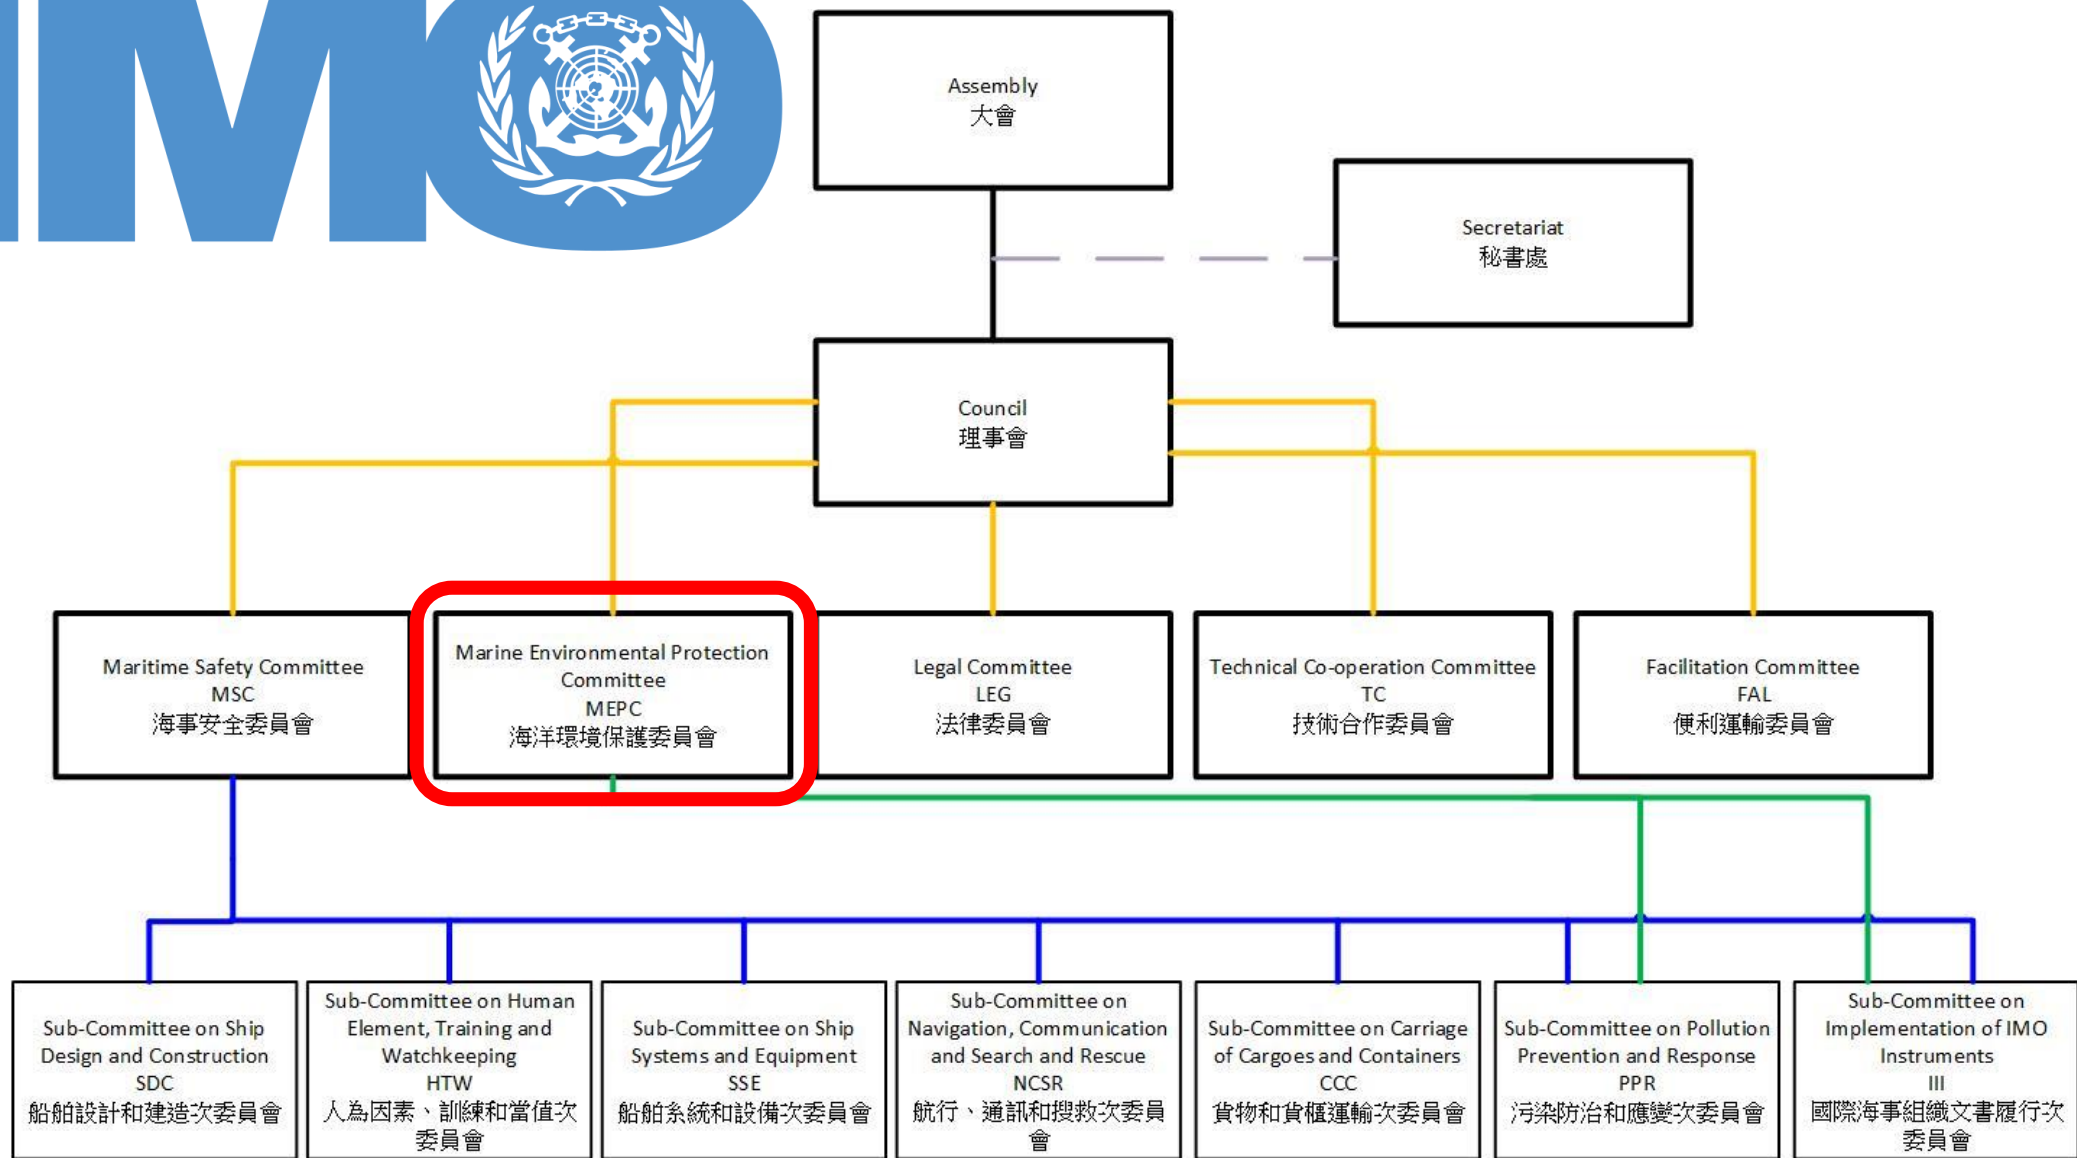 IMO
Assembly
大會
Secretariat
秘書處
Council
理事會
Maritime Safety Committee
MSC
海事安全委員會
Marine Environmental Protection
Committee
MEPC
海洋環境保護委員會
Legal Committee
LEG
法律委員會
Technical Co-operation Committee
TC
技術合作委員會
Facilitation Committee
FAL
便利運輸委員會
Sub-Committee on Ship
Design and Construction
SDC
船舶設計和建造次委員會
Sub-Committee on Human
Element, Training and
Watchkeeping
HTW
人為因素、訓練和當值次
委員會
Sub-Committee on Ship
Systems and Equipment
SSE
船舶系統和設備次委員會
Sub-Committee on
Navigation, Communication
and Search and Rescue
NCSR
航行、通訊和搜救次委員
會
Sub-Committee on Carriage
of Cargoes and Containers
CCC
貨物和貨櫃運輸次委員會
Sub-Committee on Pollution
Prevention and Response
PPR
污染防治和應變次委員會
Sub-Committee on
Implementation of IMO
Instruments
III
國際海事組織文書履行次
委員會